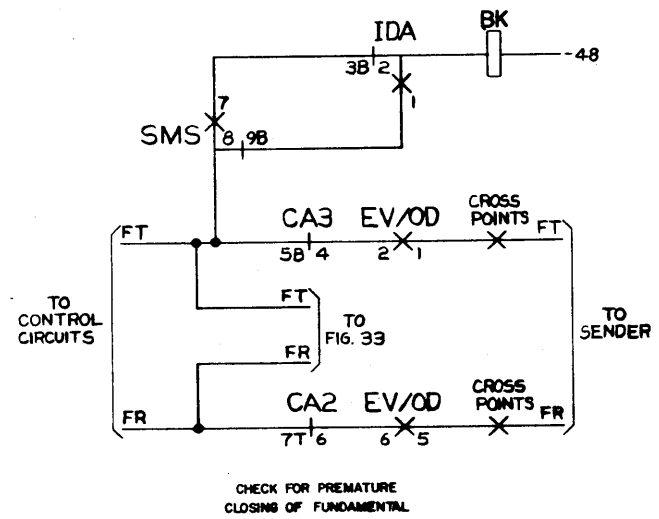 IDA
BK
3B 2
-48
1
7
SMS
8 9B
CA3 EV/OD CROSS POINTS
FT
FT
5B 4
2 1
TO CONTROL CIRCUITS
FT
TO FIG. 33
FR
TO SENDER
CA2 EV/OD CROSS POINTS
FR
FR
7T 6
6 5
CHECK FOR PREMATURE
CLOSING OF FUNDAMENTAL